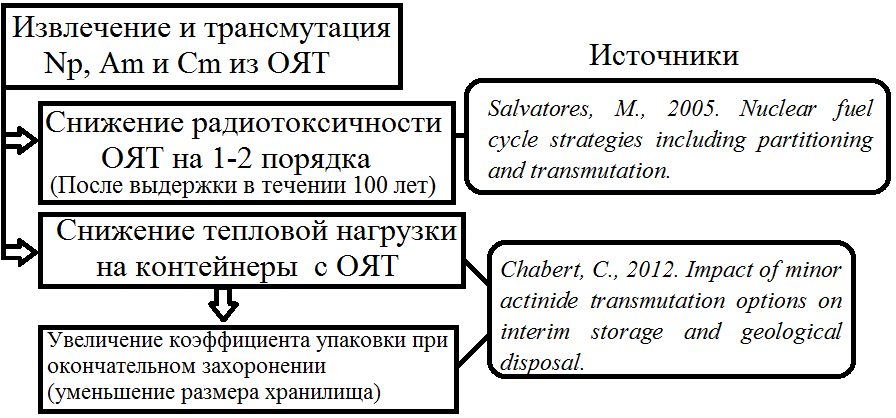 Извлечение и трансмутация
Np, Am и Cm из ОЯТ
Источники
Снижение радиотоксичности
ОЯТ на 1-2 порядка
(После выдержки в течении 100 лет)
Salvatores, M., 2005. Nuclear fuel
cycle strategies including partitioning
and transmutation.
Снижение тепловой нагрузки
на контейнеры с ОЯТ
Chabert, C., 2012. Impact of minor
actinide transmutation options on
interim storage and geological
disposal.
Увеличение коэффициента упаковки при
окончательном захоронении
(уменьшение размера хранилища)